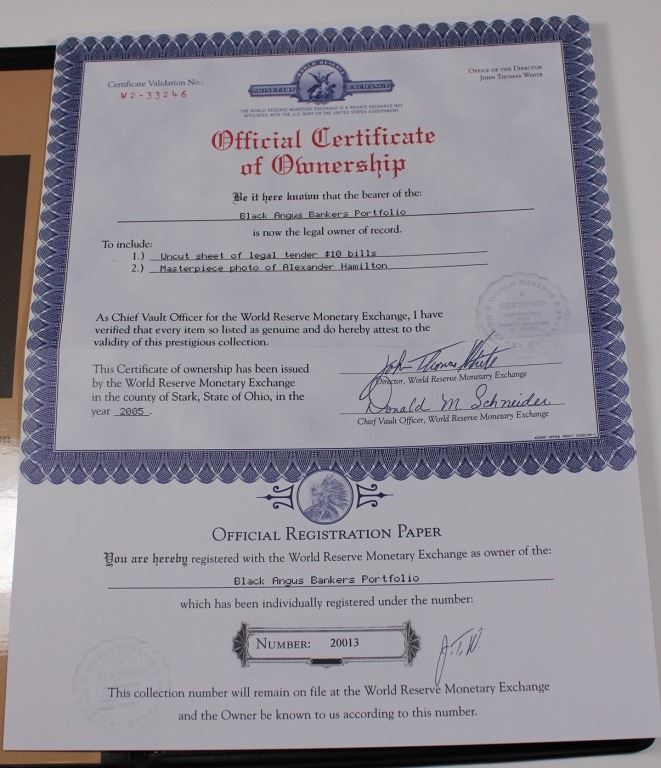 Certificate Validation No.:
W2-33246
WORLD RESERVE
MONETARY EXCHANGE
THE WORLD RESERVE MONETARY EXCHANGE IS A PRIVATE EXCHANGE NOT
AFFILIATED WITH THE U.S. MINT OR THE UNITED STATES GOVERNMENT.
OFFICE OF THE DIRECTOR
JOHN THOMAS WHITE
Official Certificate
of Ownership
Be it here known that the bearer of the:
Black Angus Bankers Portfolio
is now the legal owner of record.
To include:
1.) Uncut sheet of legal tender $10 bills
2.) Masterpiece photo of Alexander Hamilton
WORLD RESERVE
CERTIFIED
As Chief Vault Officer for the World Reserve Monetary Exchange, I have
verified that every item so listed as genuine and do hereby attest to the
validity of this prestigious collection.
This Certificate of ownership has been issued
by the World Reserve Monetary Exchange
in the county of Stark, State of Ohio, in the
year 2005.
John Thomas White
Director, World Reserve Monetary Exchange
Donald M. Schneider
Chief Vault Officer, World Reserve Monetary Exchange
OFFICIAL REGISTRATION PAPER
You are hereby registered with the World Reserve Monetary Exchange as owner of the:
Black Angus Bankers Portfolio
which has been individually registered under the number:
NUMBER: 20013
J.T.W.
WORLD RESERVE
CERTIFIED
This collection number will remain on file at the World Reserve Monetary Exchange
and the Owner be known to us according to this number.